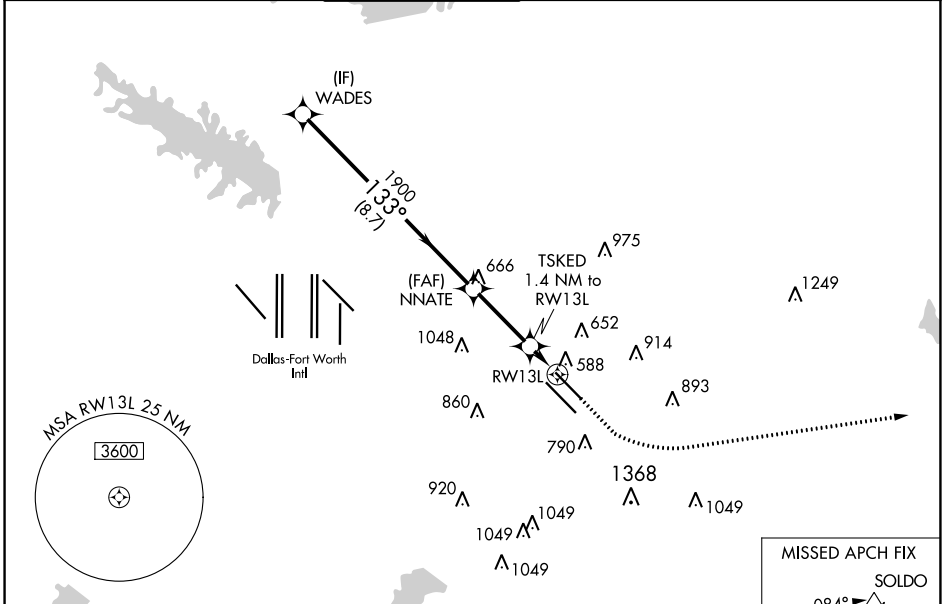 (IF)
WADES
1900
133°
(8.7)
975
TSKED
1.4 NM to
RW13L
666
(FAF)
NNATE
1249
652
1048
914
588
Dallas-Fort Worth
Intl
RW13L
893
860
MSA RW13L 25 NM
3600
790
1368
920
1049
1049
1049
1049
MISSED APCH FIX
SOLDO
084°